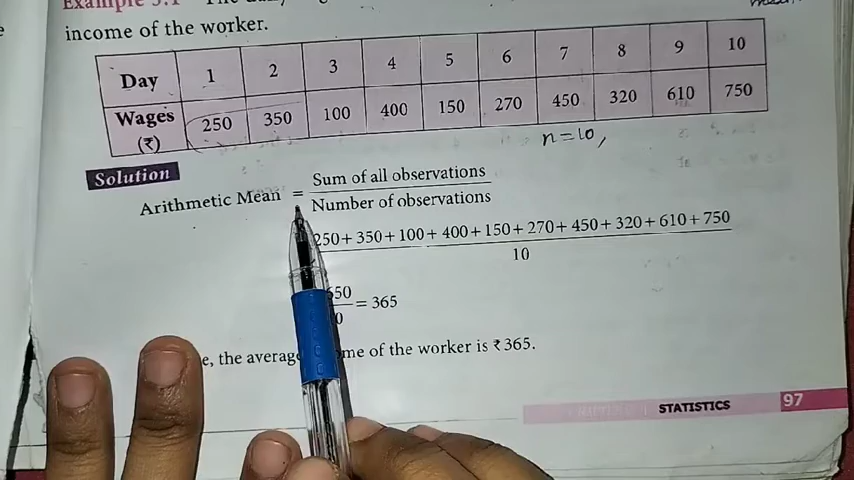 income of the worker.
Day 1 2 3 4 5 6 7 8 9 10
Wages (₹) 250 350 100 400 150 270 450 320 610 750
n=10,
Solution
Arithmetic Mean = Sum of all observations / Number of observations
250+350+100+400+150+270+450+320+610+750
10
650
0 = 365
e, the average me of the worker is ₹365.
STATISTICS 97